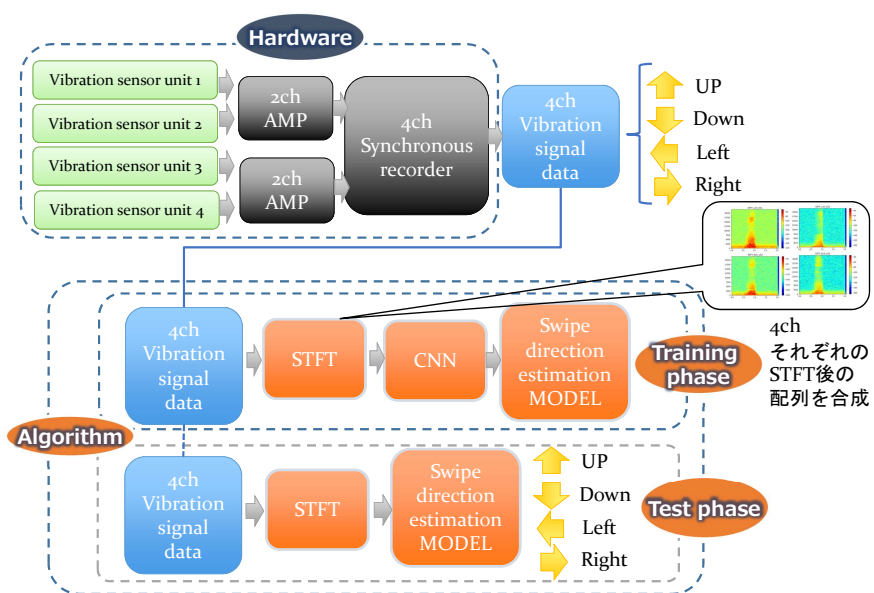 Hardware
Vibration sensor unit 1
Vibration sensor unit 2
Vibration sensor unit 3
Vibration sensor unit 4
2ch
AMP
2ch
AMP
4ch
Synchronous
recorder
4ch
Vibration
signal
data
UP
Down
Left
Right
4ch
それぞれの
STFT後の
配列を合成
Algorithm
Training
phase
4ch
Vibration
signal
data
STFT
CNN
Swipe
direction
estimation
MODEL
Test phase
4ch
Vibration
signal
data
STFT
Swipe
direction
estimation
MODEL
UP
Down
Left
Right